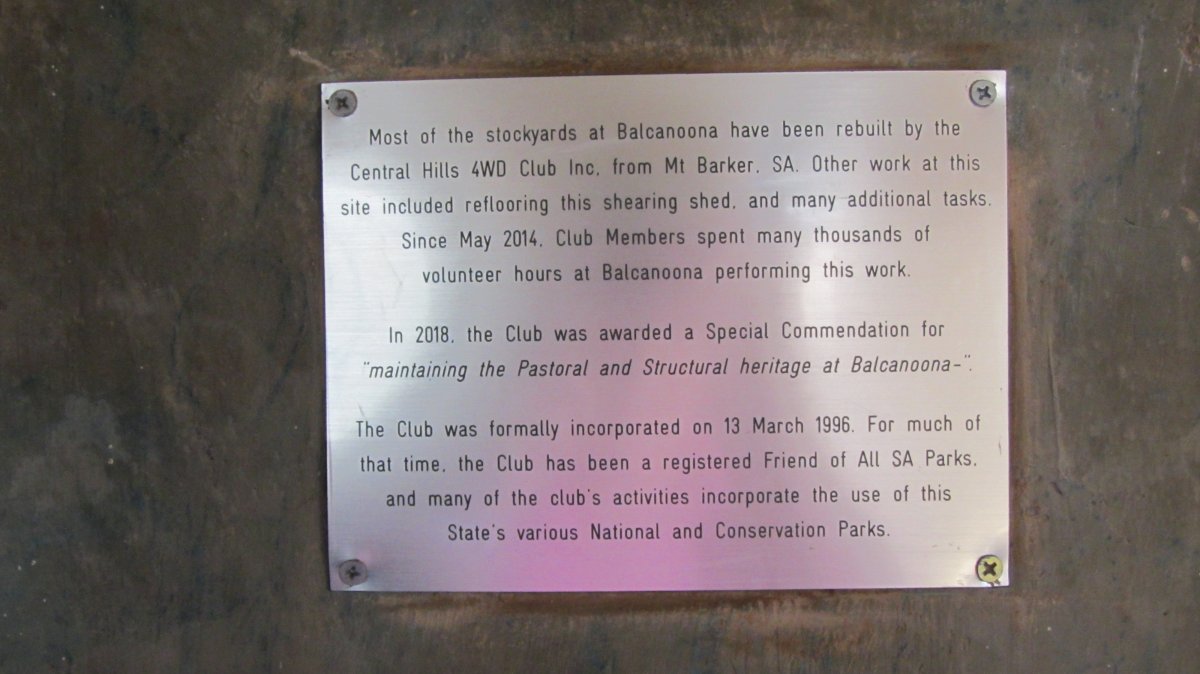 Most of the stockyards at Balcanoona have been rebuilt by the
Central Hills 4WD Club Inc, from Mt Barker, SA. Other work at this
site included reflooring this shearing shed, and many additional tasks.
Since May 2014, Club Members spent many thousands of
volunteer hours at Balcanoona performing this work.
In 2018, the Club was awarded a Special Commendation for
"maintaining the Pastoral and Structural heritage at Balcanoona-".
The Club was formally incorporated on 13 March 1996. For much of
that time, the Club has been a registered Friend of All SA Parks,
and many of the club's activities incorporate the use of this
State's various National and Conservation Parks.